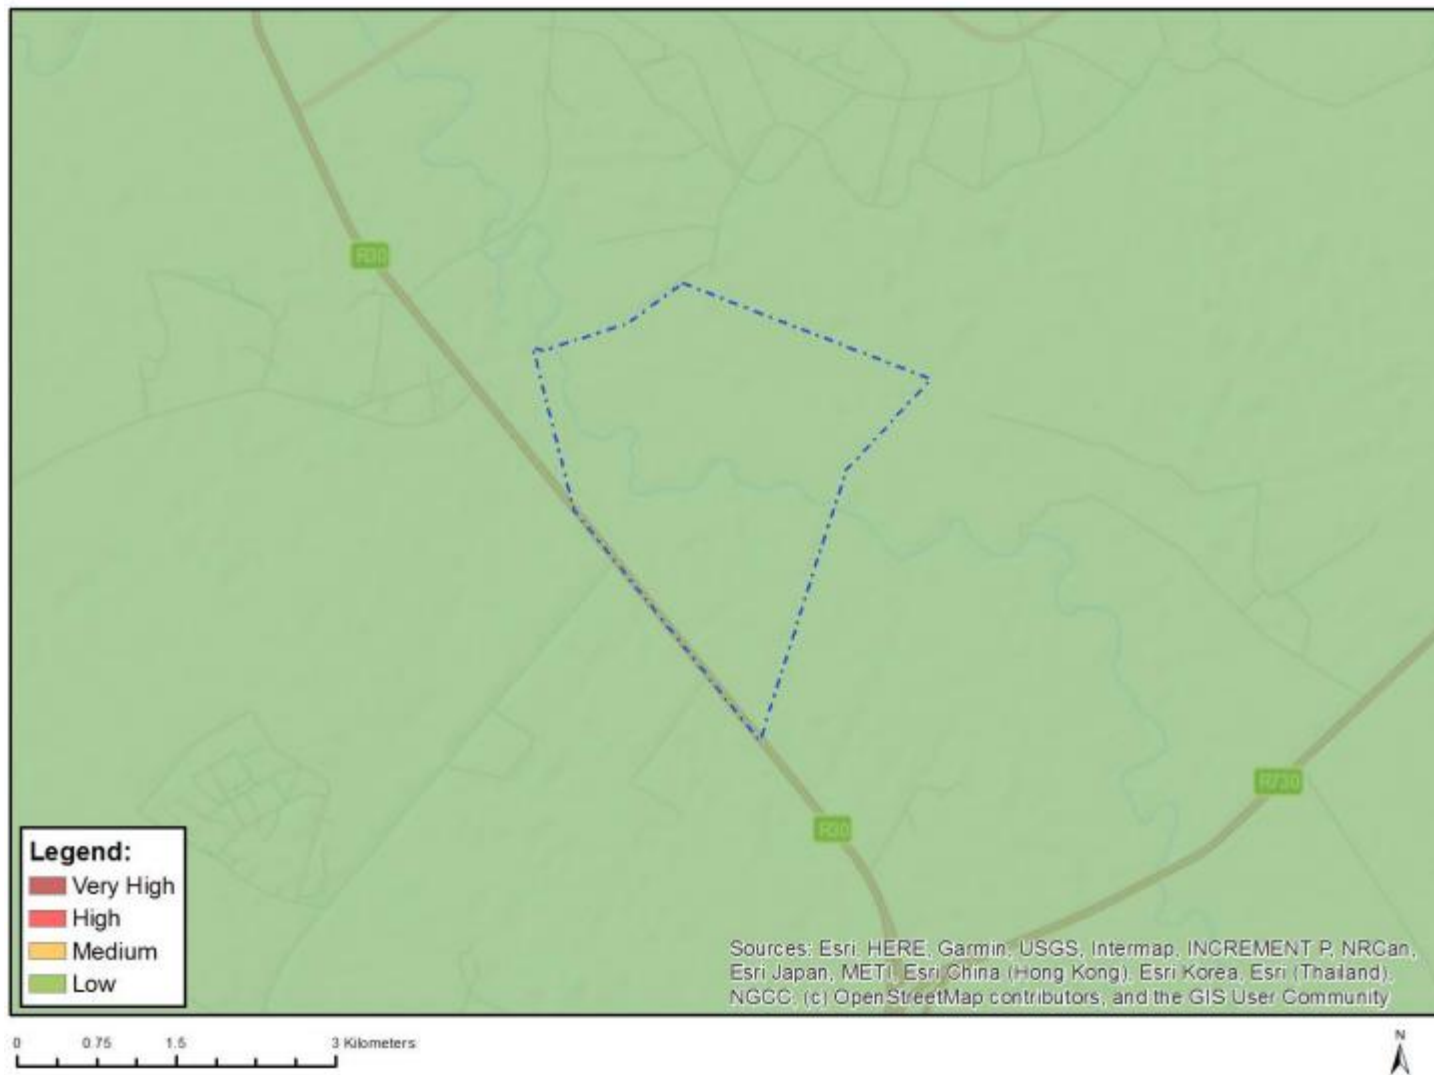 R30
R730
R30
Legend:
Very High
High
Medium
Low
Sources: Esri, HERE, Garmin, USGS, Intermap, INCREMENT P, NRCan,
Esri Japan, METI, Esri China (Hong Kong), Esri Korea, Esri (Thailand),
NGCC, (c) OpenStreetMap contributors, and the GIS User Community
0 0.75 1.5 3 Kilometers
N